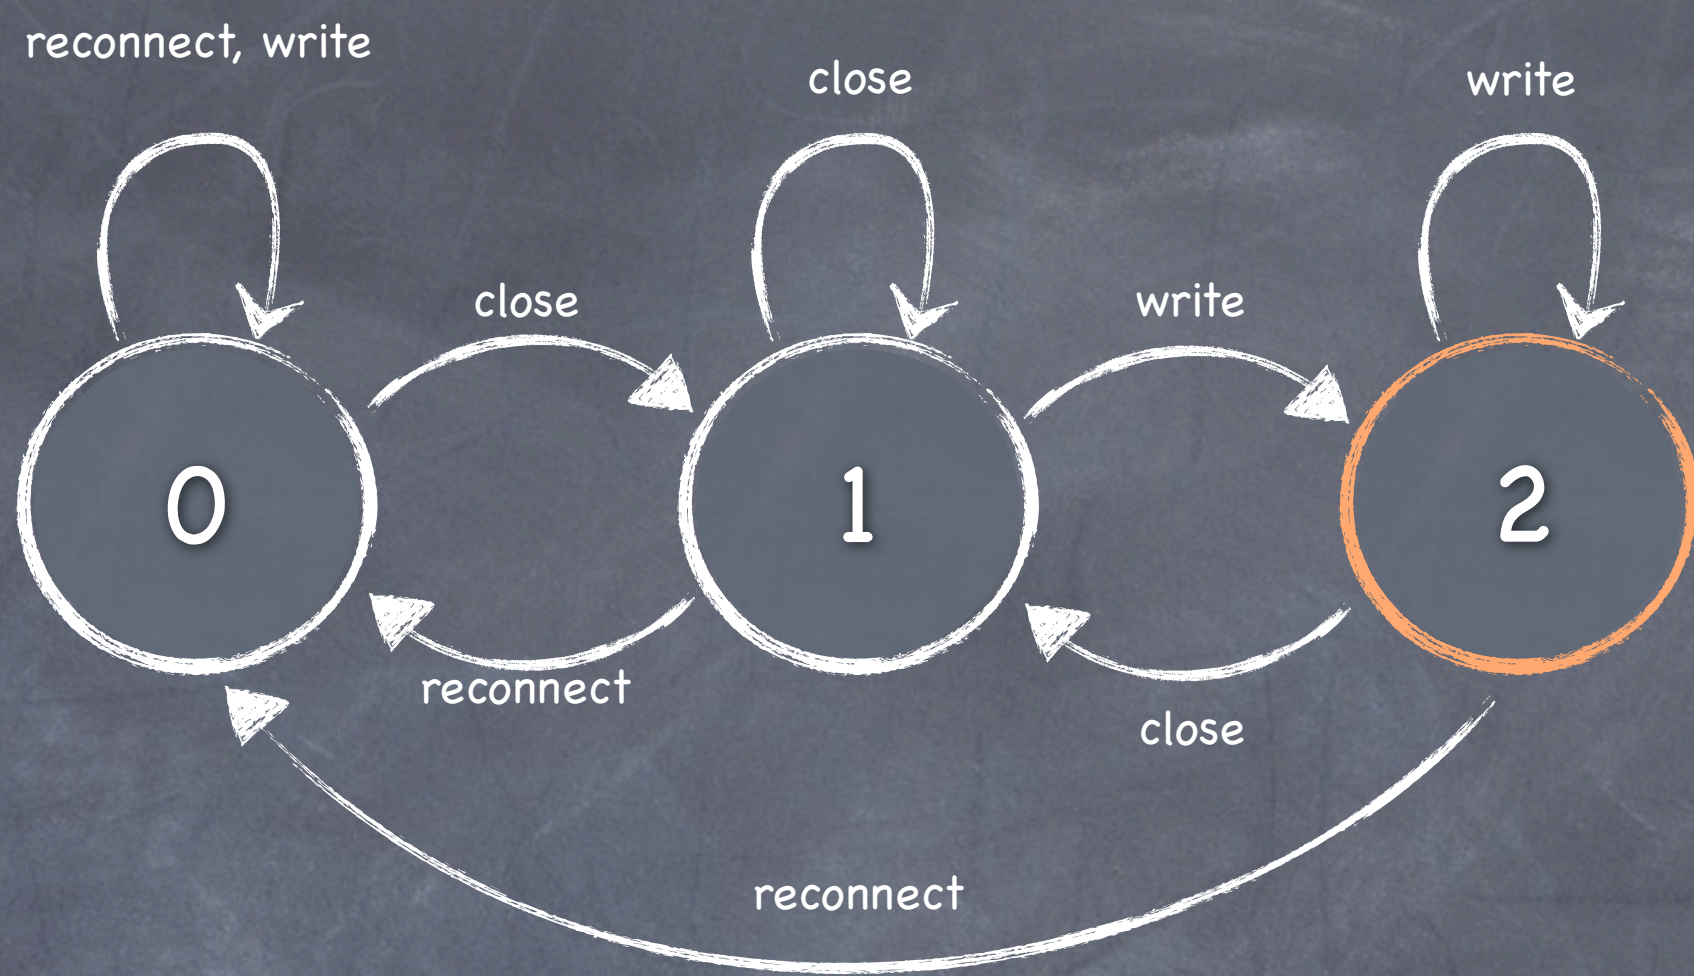 reconnect, write
close
write
close
write
0
1
2
reconnect
close
reconnect